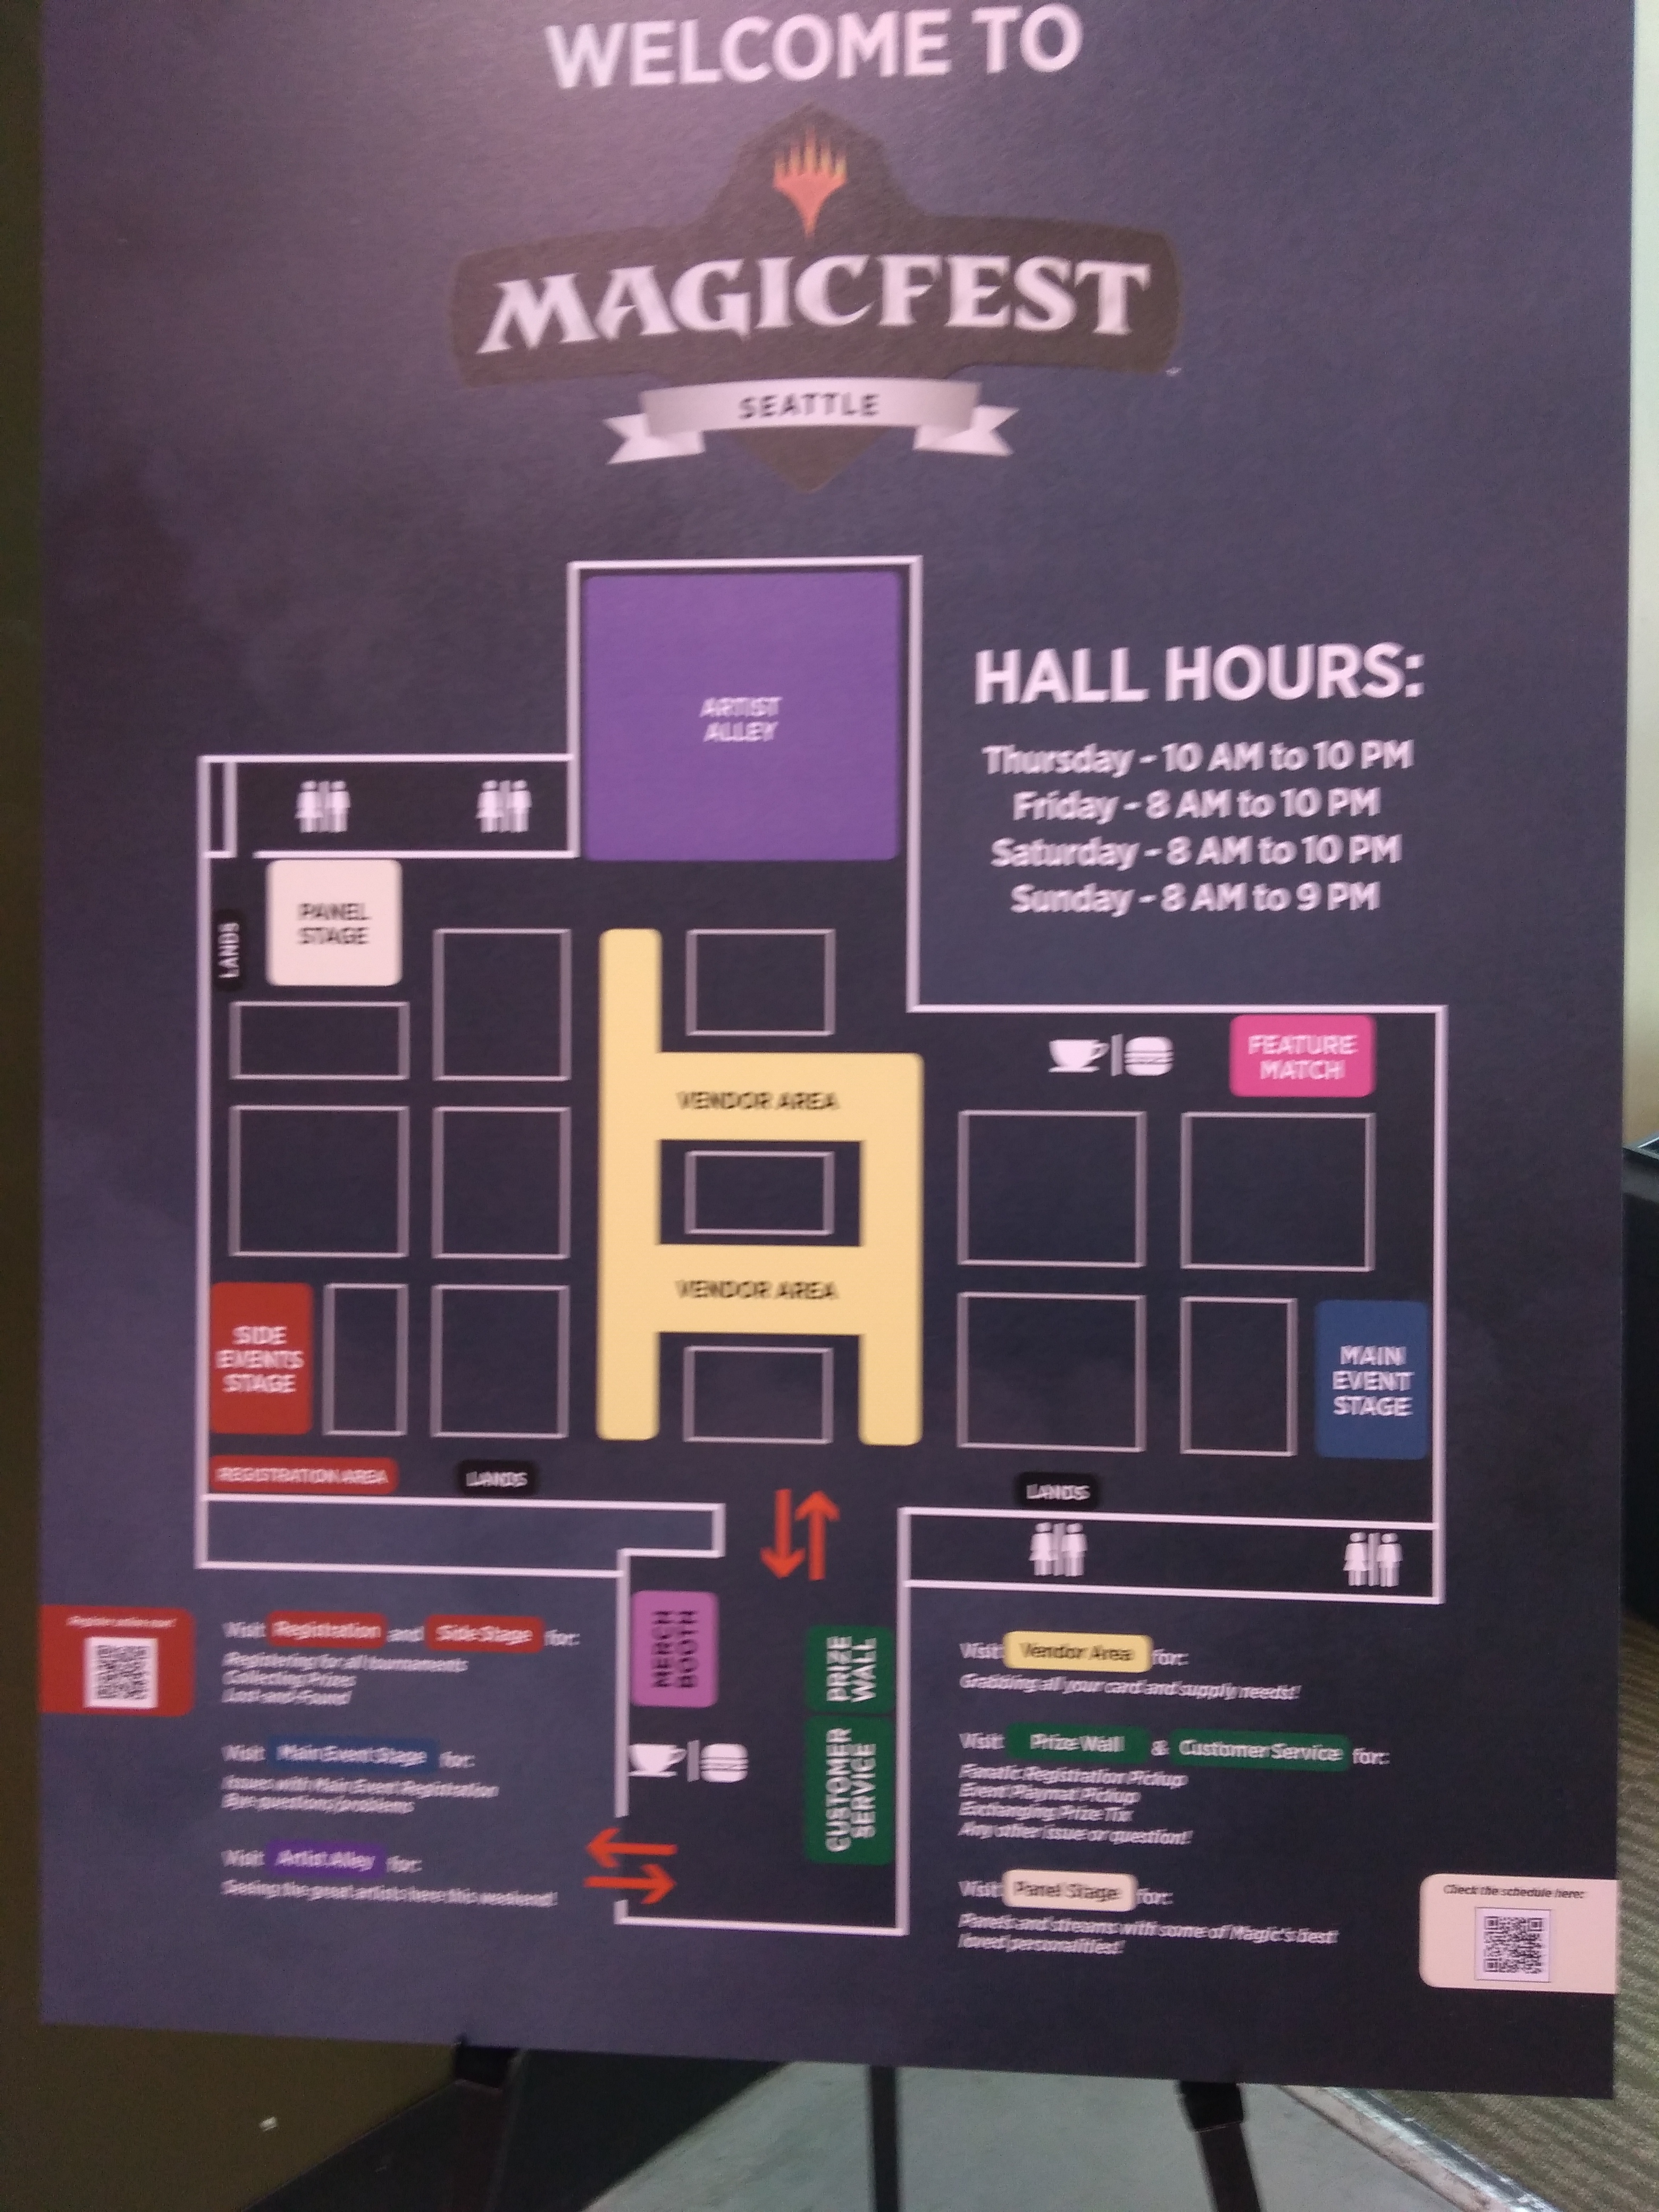 WELCOME TO
MAGICFEST
SEATTLE
ARTIST
ALLEY
HALL HOURS:
Thursday - 10 AM to 10 PM
Friday - 8 AM to 10 PM
Saturday - 8 AM to 10 PM
Sunday - 8 AM to 9 PM
LANDS
PANEL
STAGE
FEATURE
MATCH
VENDOR AREA
VENDOR AREA
SIDE
EVENTS
STAGE
MAIN
EVENT
STAGE
REGISTRATION AREA
LANDS
LANDS
MERCH
BOOTH
PRIZE
WALL
CUSTOMER
SERVICE
Register online now!
Visit Registration and Side Stage for:
Registering for all tournaments
Collecting Prizes
Lost-and-Found
Visit Main Event Stage for:
Issues with Main Event Registration
Bye questions/problems
Visit Artist Alley for:
Seeing the great artists here this weekend!
Visit Vendor Area for:
Grabbing all your card and supply needs!
Visit Prize Wall & Customer Service for:
Fanatic Registration Pickup
Event Playmat Pickup
Exchanging Prize Tix
Any other issue or question!
Visit Panel Stage for:
Panels and streams with some of Magic's best
loved personalities!
Check the schedule here: